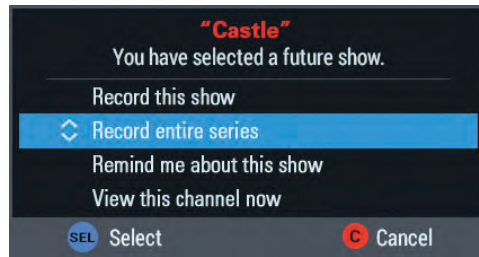 “Castle”
You have selected a future show.
Record this show
Record entire series
Remind me about this show
View this channel now
SEL Select C Cancel